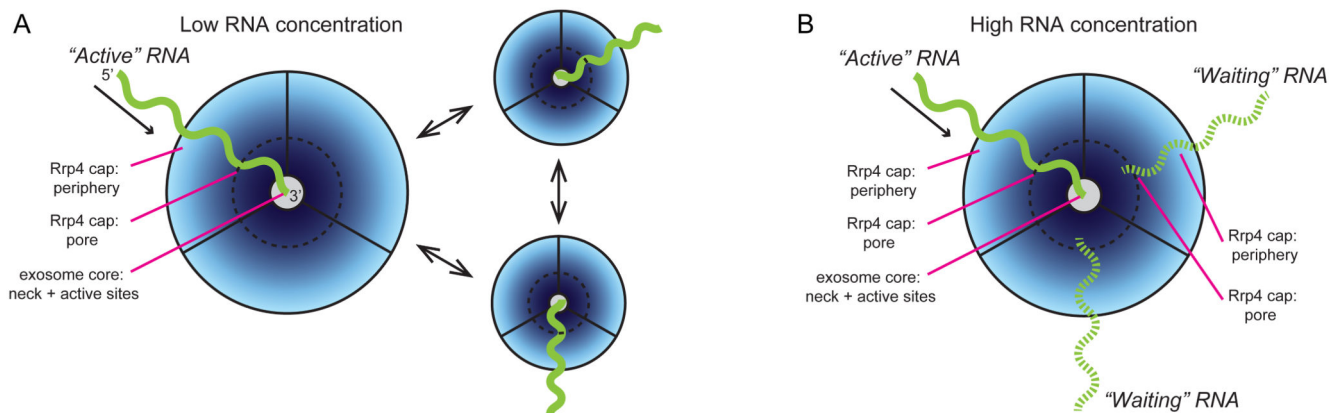 A
Low RNA concentration
“Active” RNA
5’
3’
Rrp4 cap:
periphery
Rrp4 cap:
pore
exosome core:
neck + active sites
B
High RNA concentration
“Active” RNA
“Waiting” RNA
Rrp4 cap:
periphery
Rrp4 cap:
pore
exosome core:
neck + active sites
Rrp4 cap:
periphery
Rrp4 cap:
pore
“Waiting” RNA